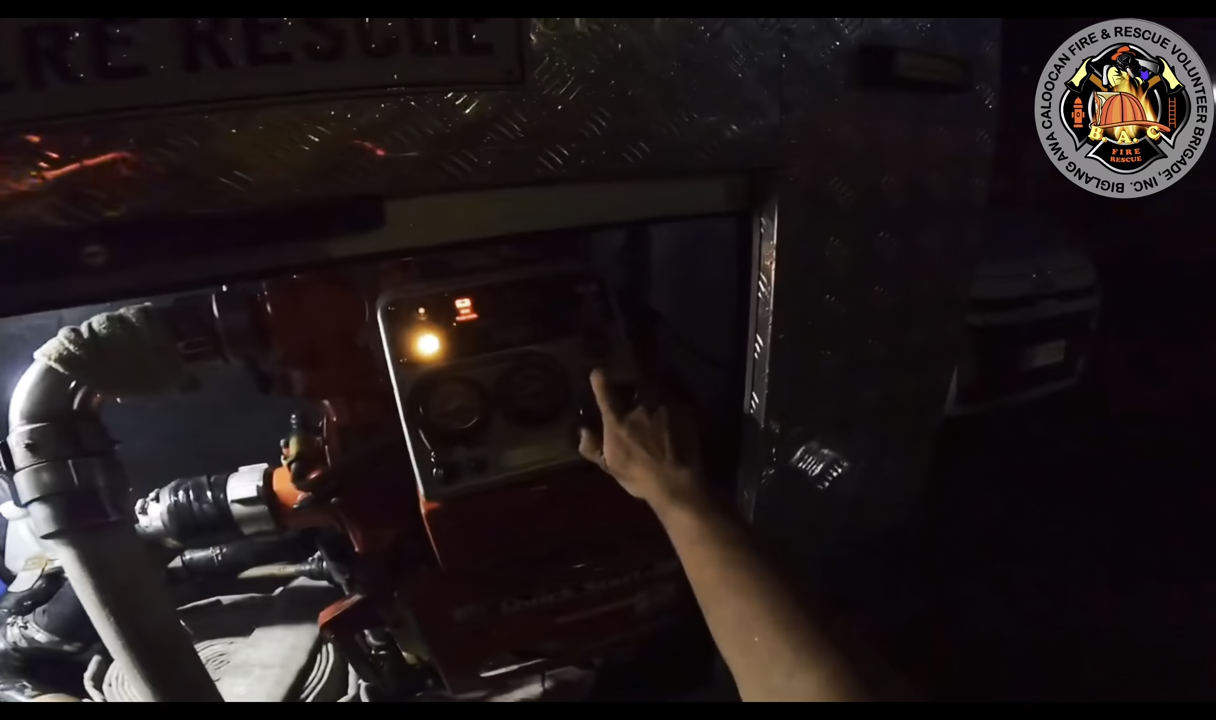 RE RESCUE
BIGLANG AWA CALOOCAN FIRE & RESCUE VOLUNTEER BRIGADE, INC.
B.A.C
FIRE
RESCUE